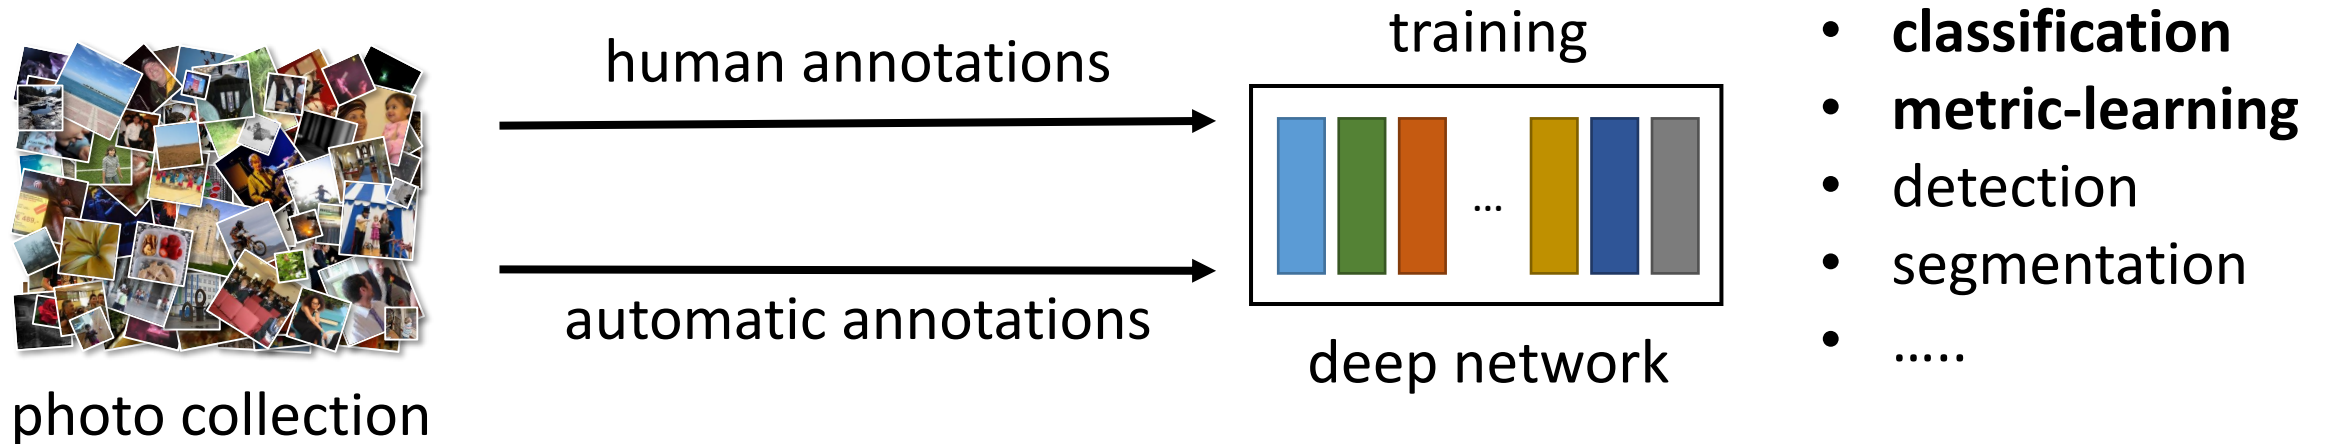 human annotations
automatic annotations
photo collection
training
...
deep network
• classification
• metric-learning
• detection
• segmentation
• .....